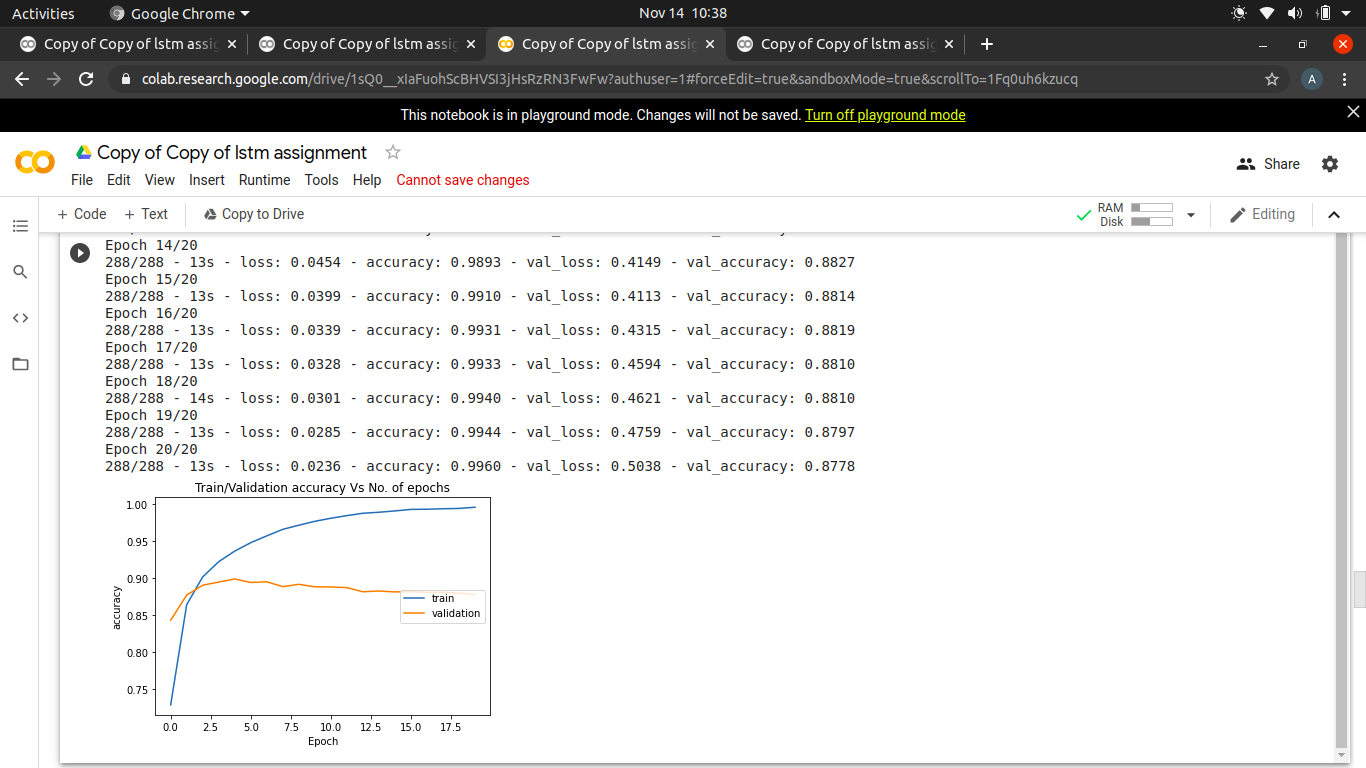 Activities
Google Chrome
Nov 14 10:38
Copy of Copy of lstm assig
Copy of Copy of lstm assig
Copy of Copy of lstm assig
Copy of Copy of lstm assig
colab.research.google.com/drive/1sQ0__xIaFuohScBHVSI3jHsRzRN3FwFw?authuser=1#forceEdit=true&sandboxMode=true&scrollTo=1Fq0uh6kzucq
A
This notebook is in playground mode. Changes will not be saved. Turn off playground mode
Copy of Copy of lstm assignment
File Edit View Insert Runtime Tools Help Cannot save changes
Share
+ Code + Text Copy to Drive
RAM
Disk
Editing
Epoch 14/20
288/288 - 13s - loss: 0.0454 - accuracy: 0.9893 - val_loss: 0.4149 - val_accuracy: 0.8827
Epoch 15/20
288/288 - 13s - loss: 0.0399 - accuracy: 0.9910 - val_loss: 0.4113 - val_accuracy: 0.8814
Epoch 16/20
288/288 - 13s - loss: 0.0339 - accuracy: 0.9931 - val_loss: 0.4315 - val_accuracy: 0.8819
Epoch 17/20
288/288 - 13s - loss: 0.0328 - accuracy: 0.9933 - val_loss: 0.4594 - val_accuracy: 0.8810
Epoch 18/20
288/288 - 14s - loss: 0.0301 - accuracy: 0.9940 - val_loss: 0.4621 - val_accuracy: 0.8810
Epoch 19/20
288/288 - 13s - loss: 0.0285 - accuracy: 0.9944 - val_loss: 0.4759 - val_accuracy: 0.8797
Epoch 20/20
288/288 - 13s - loss: 0.0236 - accuracy: 0.9960 - val_loss: 0.5038 - val_accuracy: 0.8778
Train/Validation accuracy Vs No. of epochs
1.00
0.95
0.90
0.85
0.80
0.75
accuracy
train
validation
0.0 2.5 5.0 7.5 10.0 12.5 15.0 17.5
Epoch